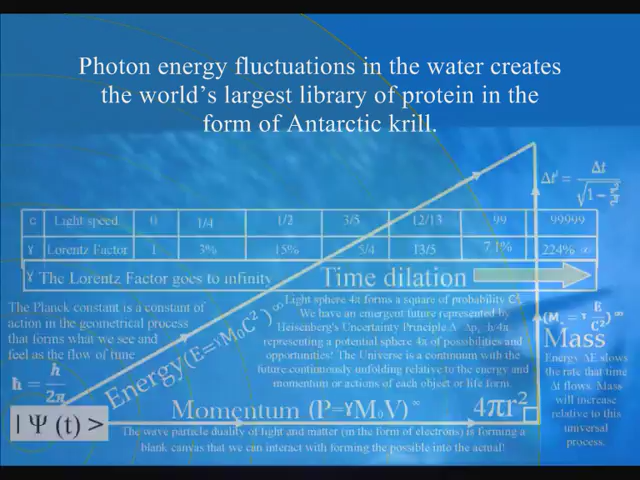 Photon energy fluctuations in the water creates
the world's largest library of protein in the
form of Antarctic krill.
Δt' = Δt
c Light speed 0 1/4 1/2 3/5 12/13 99 99999
γ Lorentz Factor 1 3% 15% 5/4 13/5 7.1% 224% ∞
γ The Lorentz Factor goes to infinity
Time dilation
The Planck constant is a constant of
action in the geometrical process
that forms what we see and
feel as the flow of time
ħ = h
2π
Energy (E=γM₀C²)∞
Light sphere 4π forms a square of probability C².
We have an emergent future represented by
Heisenberg's Uncertainty Principle
representing a potential sphere 4π of possibilities and
opportunities! The Universe is a continuum with the
future continuously unfolding relative to the energy and
momentum or actions of each object or life form.
Mass
Energy ΔE slows
the rate that time
Δt flows. Mass
will increase
relative to this
universal
process.
Momentum (P=γM₀V) ∞
4πr²
| Ψ (t) >
The wave particle duality of light and matter (in the form of electrons) is forming a
blank canvas that we can interact with forming the possible into the actual!